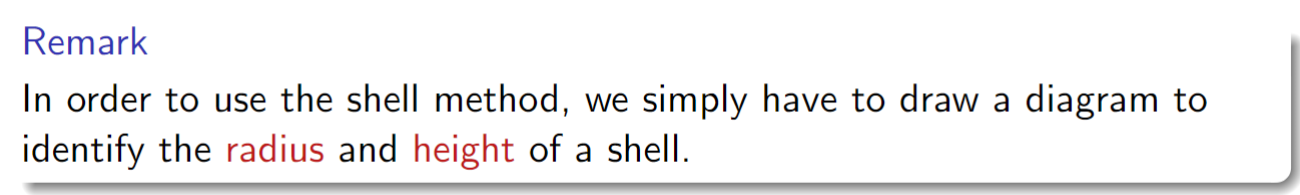 Remark
In order to use the shell method, we simply have to draw a diagram to
identify the radius and height of a shell.